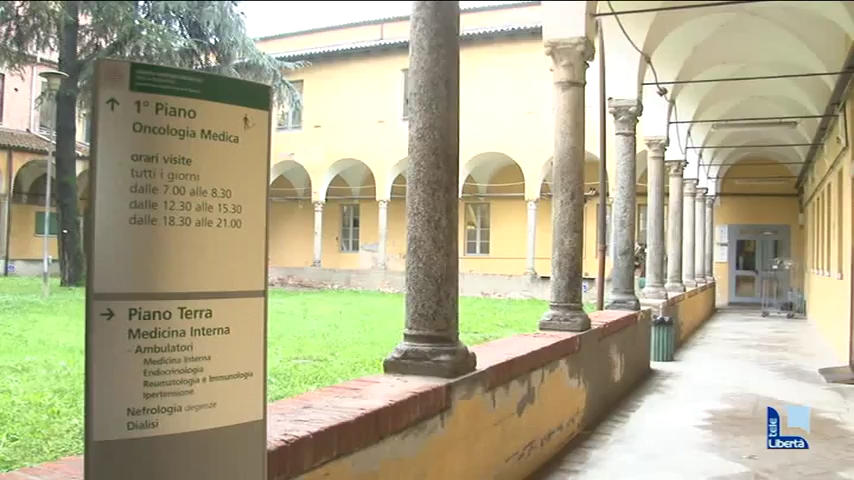 1° Piano
Oncologia Medica
orari visite
tutti i giorni
dalle 7.00 alle 8.30
dalle 12.30 alle 15.30
dalle 18.30 alle 21.00
Piano Terra
Medicina Interna
Ambulatori
Medicina Interna
Endocrinologia
Reumatologia e Immunologia
Ipertensione
Nefrologia degenze
Dialisi
tele
Libertà